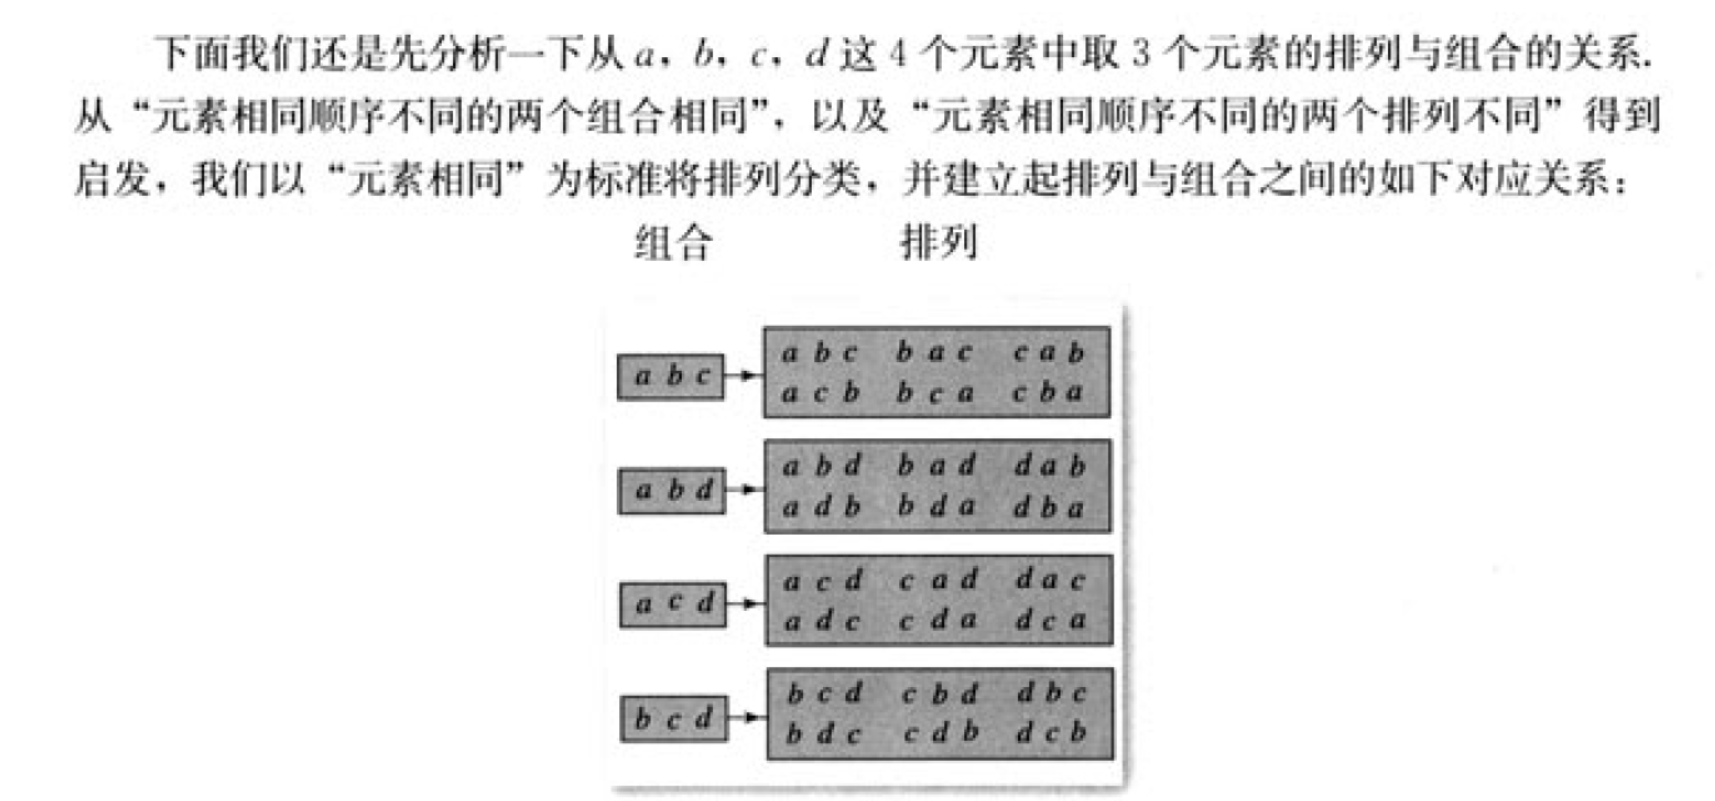 下面我们还是先分析一下从 a，b，c，d 这 4 个元素中取 3 个元素的排列与组合的关系.
从“元素相同顺序不同的两个组合相同”，以及“元素相同顺序不同的两个排列不同”得到
启发，我们以“元素相同”为标准将排列分类，并建立起排列与组合之间的如下对应关系：
组合 排列
a b c b a c c a b
a b c
a c b b c a c b a
a b d b a d d a b
a b d
a d b b d a d b a
a c d c a d d a c
a c d
a d c c d a d c a
b c d c b d d b c
b c d
b d c c d b d c b